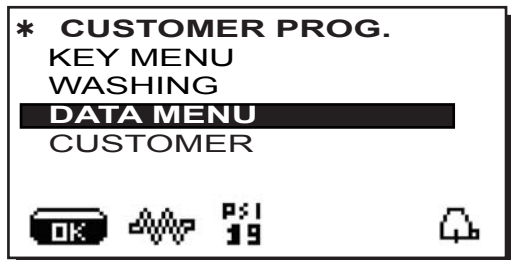 * CUSTOMER PROG.
KEY MENU
WASHING
DATA MENU
CUSTOMER
OK PSI
19